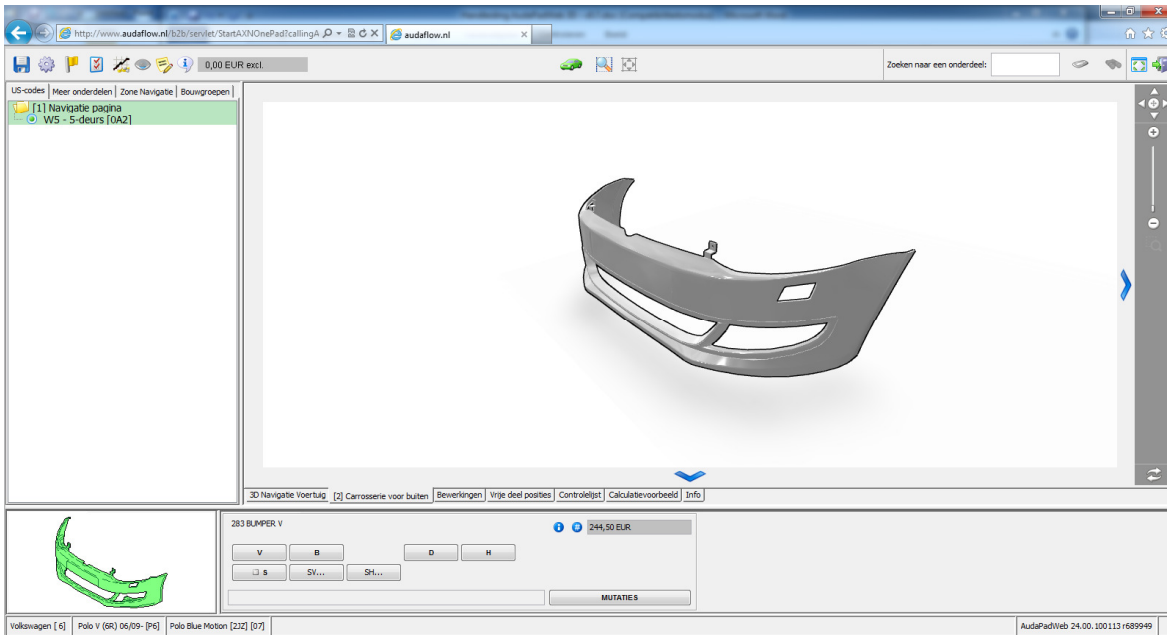 http://www.audaflow.nl/b2b/servlet/StartAXNOnePad?callingA
audaflow.nl
0,00 EUR excl.
Zoeken naar een onderdeel:
US-codes Meer onderdelen Zone Navigatie Bouwgroepen
[1] Navigatie pagina
W5 - 5-deurs [0A2]
3D Navigatie Voertuig [2] Carrosserie voor buiten Bewerkingen Vrije deel posities Controlelijst Calculatievoorbeeld Info
283 BUMPER V
244,50 EUR
V B D H
S SV... SH...
MUTATIES
Volkswagen [ 6] Polo V (6R) 06/09- [P6] Polo Blue Motion [2JZ] [07] AudaPadWeb 24.00.100113 r689949